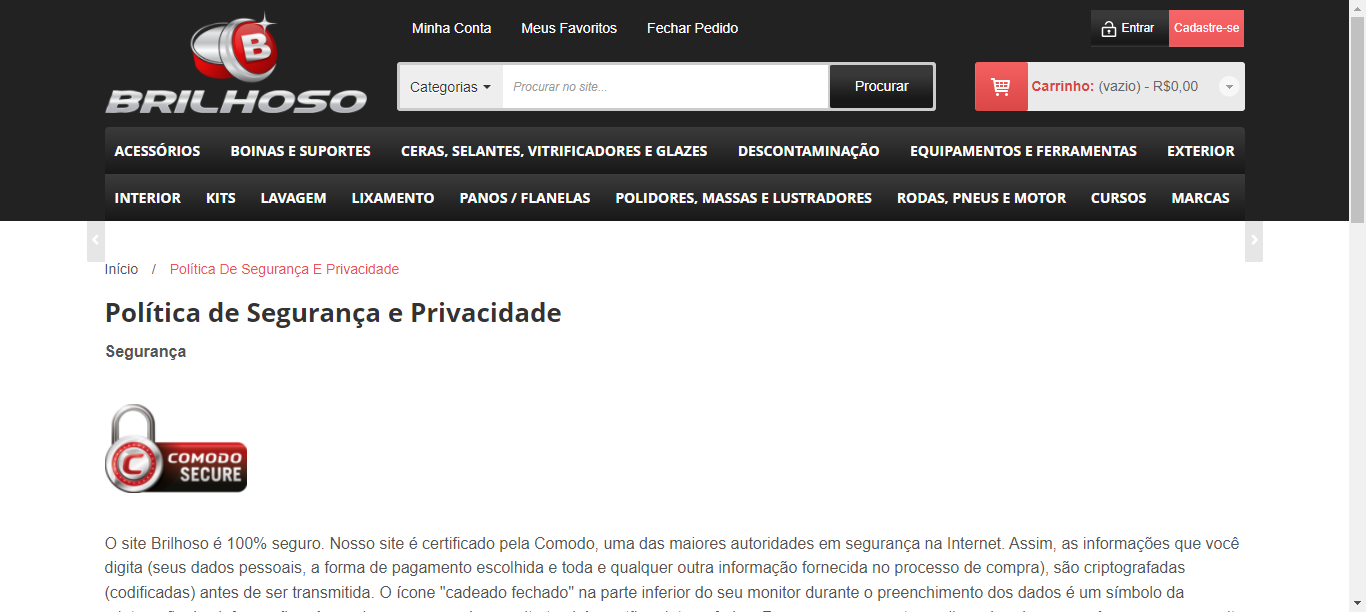 Minha Conta Meus Favoritos Fechar Pedido
Entrar Cadastre-se
B
BRILHOSO
Categorias Procurar no site... Procurar
Carrinho: (vazio) - R$0,00
ACESSÓRIOS BOINAS E SUPORTES CERAS, SELANTES, VITRIFICADORES E GLAZES DESCONTAMINAÇÃO EQUIPAMENTOS E FERRAMENTAS EXTERIOR
INTERIOR KITS LAVAGEM LIXAMENTO PANOS / FLANELAS POLIDORES, MASSAS E LUSTRADORES RODAS, PNEUS E MOTOR CURSOS MARCAS
Início / Política De Segurança E Privacidade
Política de Segurança e Privacidade
Segurança
C COMODO
SECURE
O site Brilhoso é 100% seguro. Nosso site é certificado pela Comodo, uma das maiores autoridades em segurança na Internet. Assim, as informações que você
digita (seus dados pessoais, a forma de pagamento escolhida e toda e qualquer outra informação fornecida no processo de compra), são criptografadas
(codificadas) antes de ser transmitida. O ícone "cadeado fechado" na parte inferior do seu monitor durante o preenchimento dos dados é um símbolo da